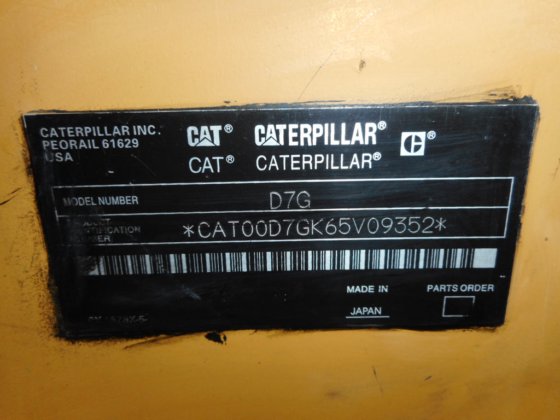 CATERPILLAR INC.
PEORAIL 61629
USA
CAT® CATERPILLAR® C®
CAT® CATERPILLAR®
MODEL NUMBER D7G
*CAT00D7GK65V09352*
MADE IN
JAPAN
PARTS ORDER